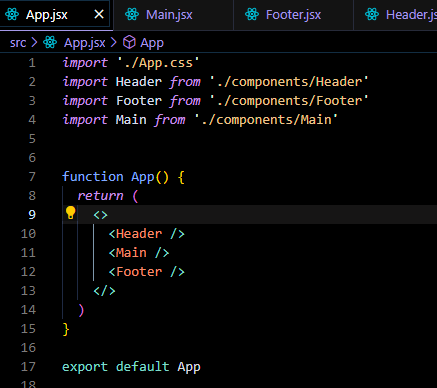 App.jsx × Main.jsx Footer.jsx Header.js
src > App.jsx > App
1 import './App.css'
2 import Header from './components/Header'
3 import Footer from './components/Footer'
4 import Main from './components/Main'
5
6
7 function App() {
8 return (
9 <>
10 <Header />
11 <Main />
12 <Footer />
13 </>
14 )
15 }
16
17 export default App
18